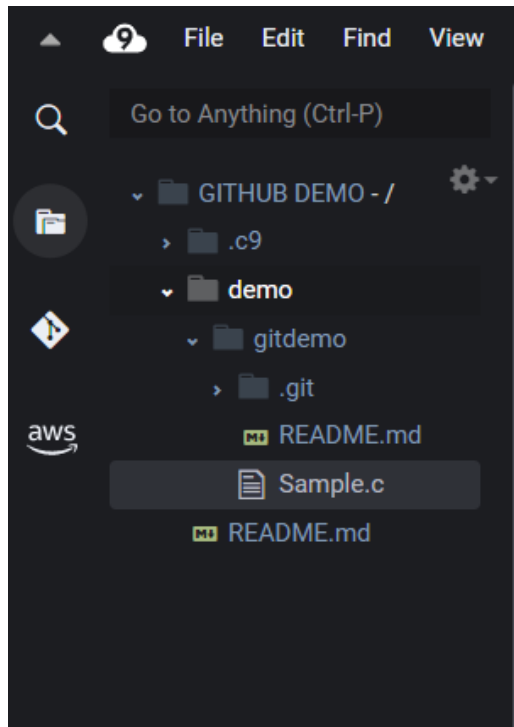 9 File Edit Find View
Go to Anything (Ctrl-P)
GITHUB DEMO - /
.c9
demo
gitdemo
.git
aws
M↓ README.md
Sample.c
M↓ README.md